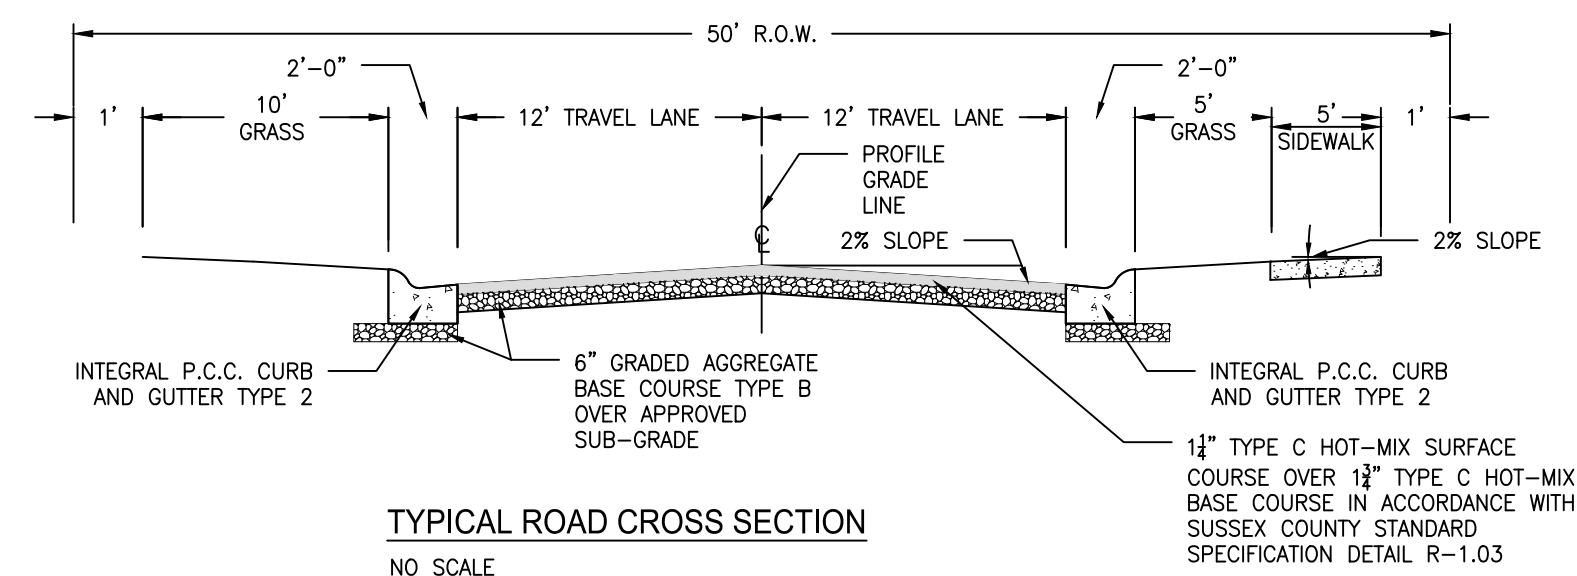 50' R.O.W.
2'-0"
2'-0"
1'
10'
GRASS
12' TRAVEL LANE
12' TRAVEL LANE
5'
GRASS
5'
SIDEWALK
1'
PROFILE
GRADE
LINE
℄
2% SLOPE
2% SLOPE
INTEGRAL P.C.C. CURB
AND GUTTER TYPE 2
6" GRADED AGGREGATE
BASE COURSE TYPE B
OVER APPROVED
SUB-GRADE
INTEGRAL P.C.C. CURB
AND GUTTER TYPE 2
1¼" TYPE C HOT-MIX SURFACE
COURSE OVER 1¾" TYPE C HOT-MIX
BASE COURSE IN ACCORDANCE WITH
SUSSEX COUNTY STANDARD
SPECIFICATION DETAIL R-1.03
TYPICAL ROAD CROSS SECTION
NO SCALE